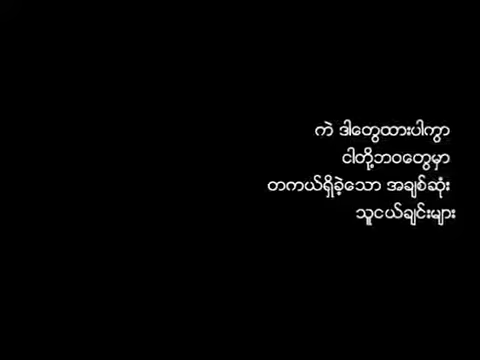 ကဲ ဒါတွေထားပါကွာ
ငါတို့ဘဝတွေမှာ
တကယ်ရှိခဲ့သော အချစ်ဆုံး
သူငယ်ချင်းများ